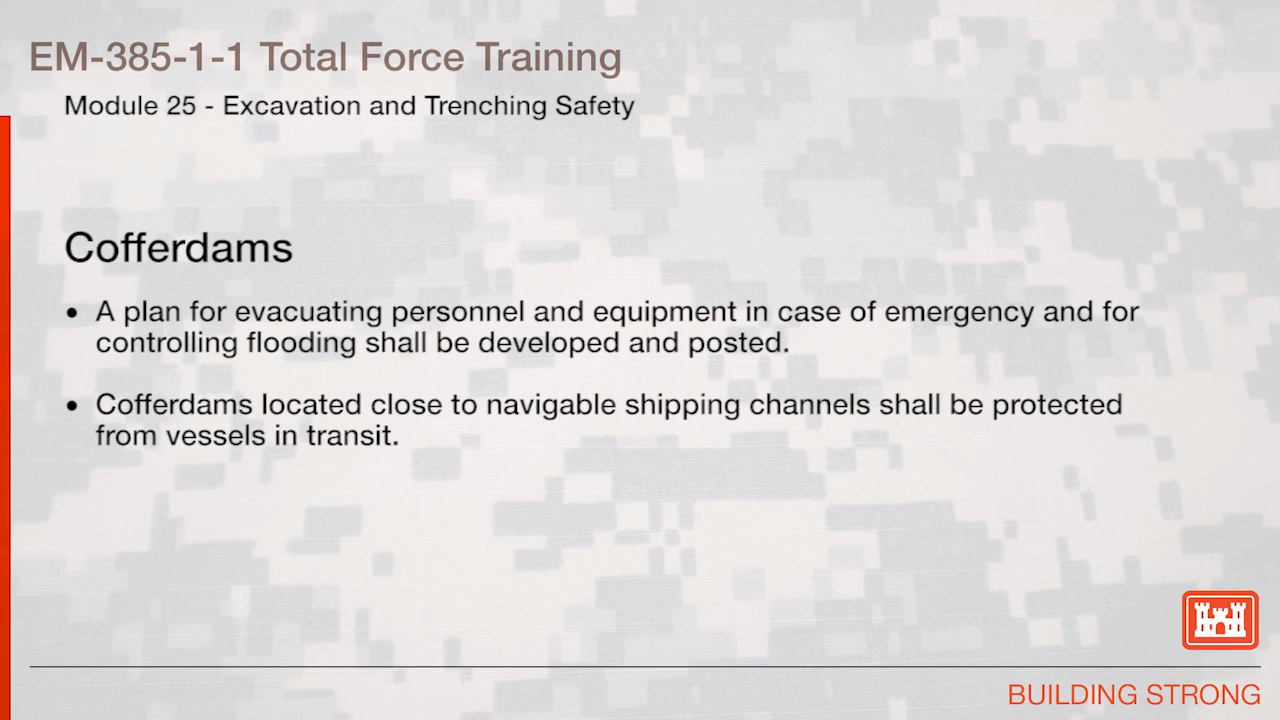 EM-385-1-1 Total Force Training
Module 25 - Excavation and Trenching Safety
Cofferdams
• A plan for evacuating personnel and equipment in case of emergency and for
controlling flooding shall be developed and posted.
• Cofferdams located close to navigable shipping channels shall be protected
from vessels in transit.
BUILDING STRONG